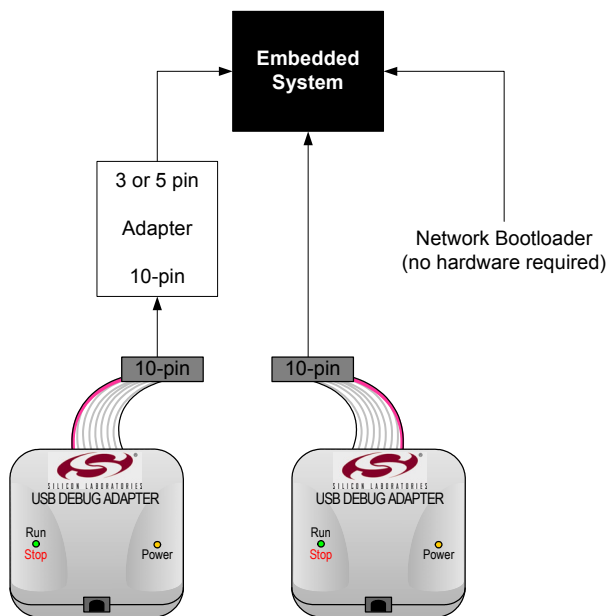 Embedded
System
3 or 5 pin
Adapter
10-pin
Network Bootloader
(no hardware required)
10-pin
10-pin
SILICON LABORATORIES
USB DEBUG ADAPTER
Run
Stop
Power
SILICON LABORATORIES
USB DEBUG ADAPTER
Run
Stop
Power